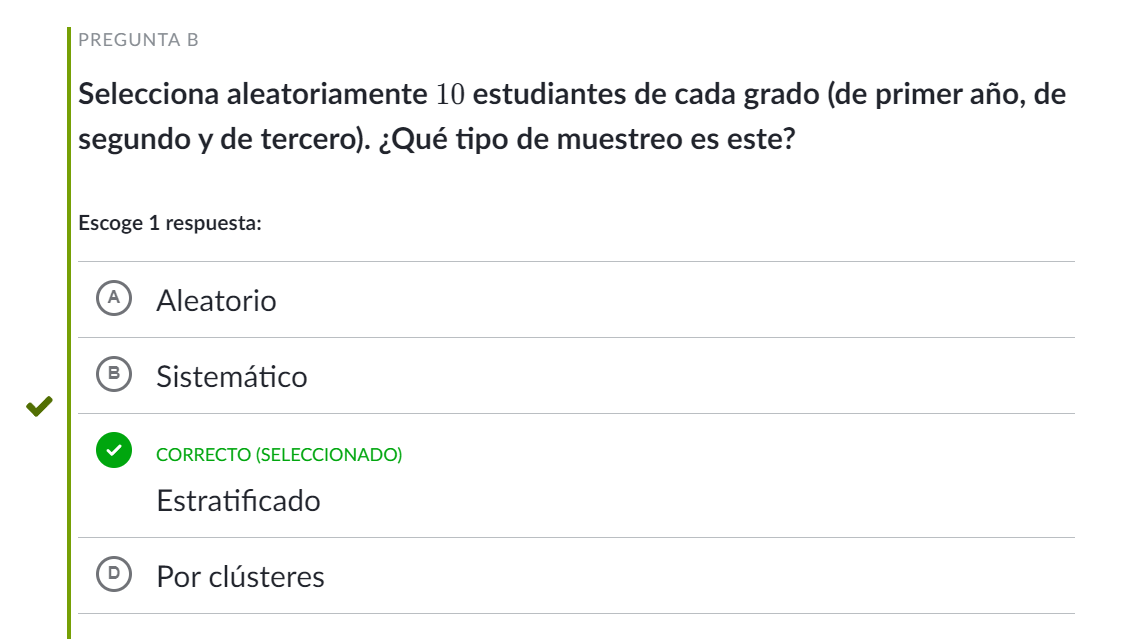 PREGUNTA B
Selecciona aleatoriamente 10 estudiantes de cada grado (de primer año, de
segundo y de tercero). ¿Qué tipo de muestreo es este?
Escoge 1 respuesta:
A Aleatorio
B Sistemático
CORRECTO (SELECCIONADO)
Estratificado
D Por clústeres